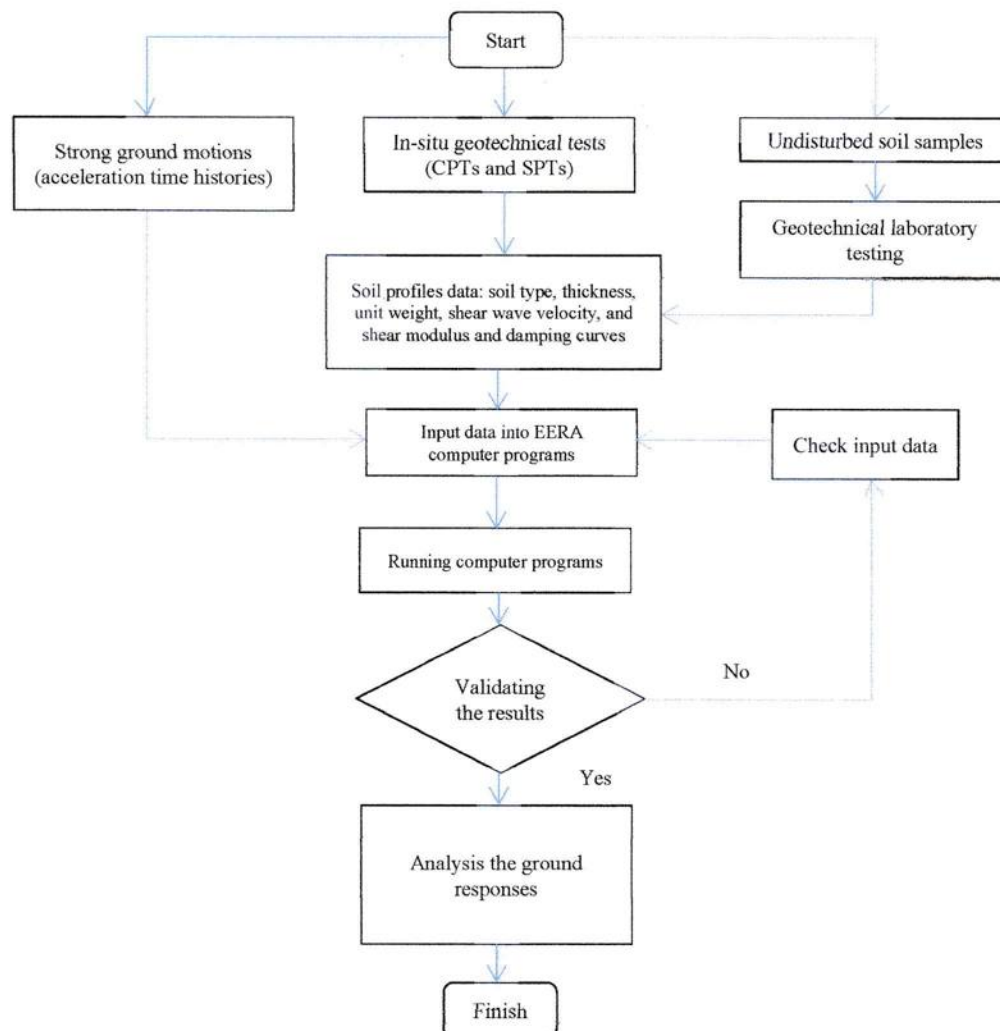 Start
Strong ground motions
(acceleration time histories)
In-situ geotechnical tests
(CPTs and SPTs)
Undisturbed soil samples
Geotechnical laboratory
testing
Soil profiles data: soil type, thickness,
unit weight, shear wave velocity, and
shear modulus and damping curves
Input data into EERA
computer programs
Check input data
Running computer programs
Validating
the results
No
Yes
Analysis the ground
responses
Finish